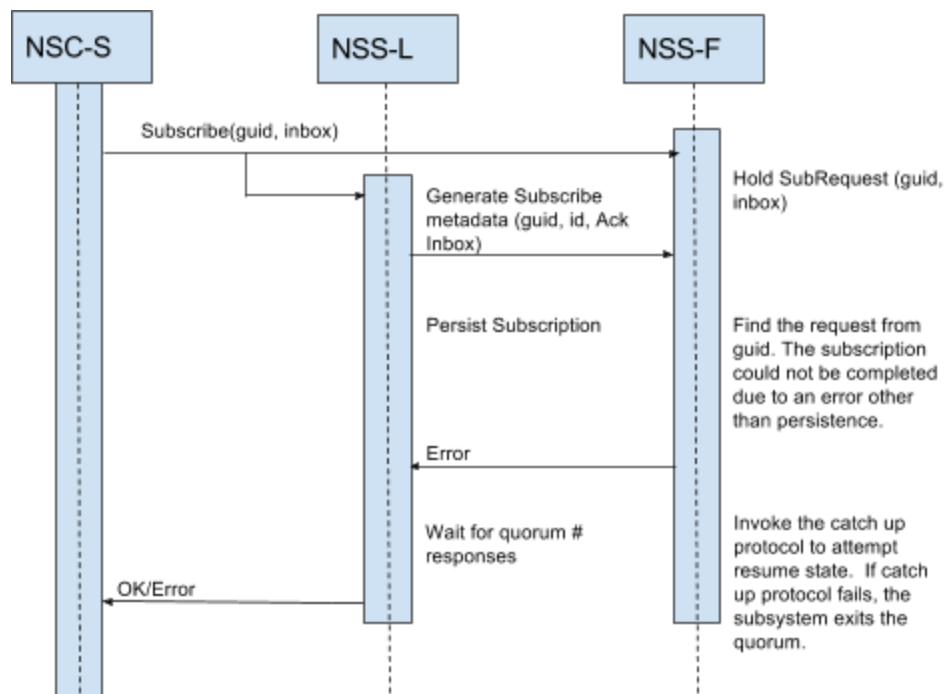 NSC-S
NSS-L
NSS-F
Subscribe(guid, inbox)
Hold SubRequest (guid,
inbox)
Generate Subscribe
metadata (guid, id, Ack
Inbox)
Persist Subscription
Find the request from
guid. The subscription
could not be completed
due to an error other
than persistence.
Error
Wait for quorum #
responses
Invoke the catch up
protocol to attempt
resume state.  If catch
up protocol fails, the
subsystem exits the
quorum.
OK/Error